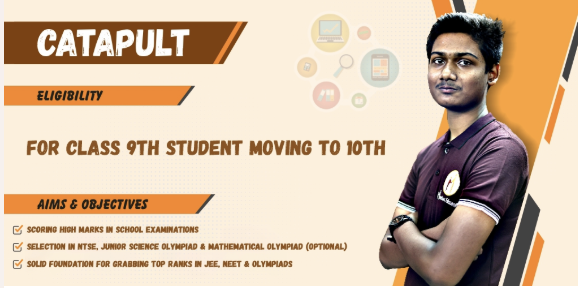 CATAPULT
ELIGIBILITY
FOR CLASS 9TH STUDENT MOVING TO 10TH
AIMS & OBJECTIVES
SCORING HIGH MARKS IN SCHOOL EXAMINATIONS
SELECTION IN NTSE, JUNIOR SCIENCE OLYMPIAD & MATHEMATICAL OLYMPIAD (OPTIONAL)
SOLID FOUNDATION FOR GRABBING TOP RANKS IN JEE, NEET & OLYMPIADS